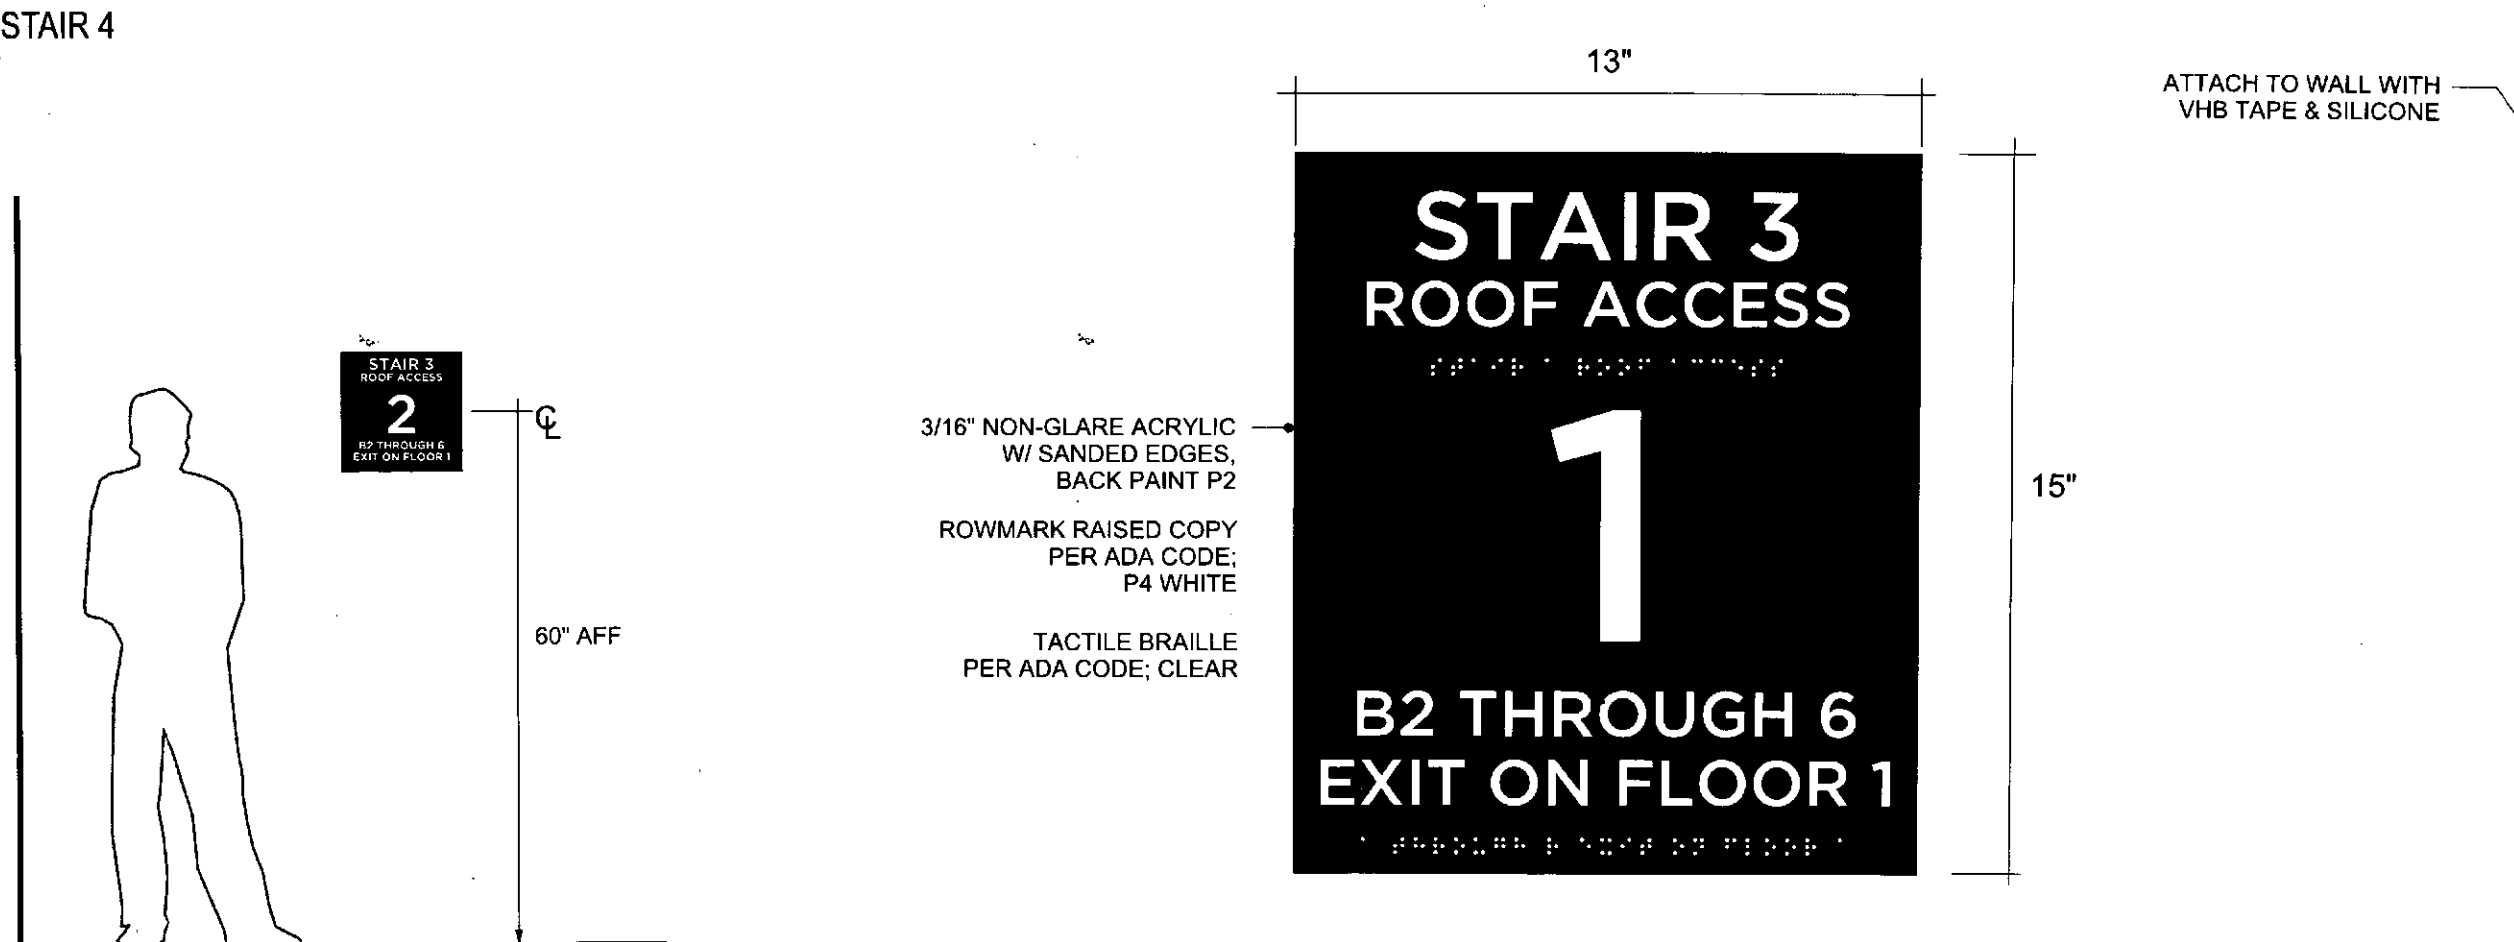 STAIR 4
STAIR 3
ROOF ACCESS
2
B2 THROUGH 6
EXIT ON FLOOR 1
℄
60" AFF
13"
3/16" NON-GLARE ACRYLIC
W/ SANDED EDGES,
BACK PAINT P2
ROWMARK RAISED COPY
PER ADA CODE;
P4 WHITE
TACTILE BRAILLE
PER ADA CODE; CLEAR
STAIR 3
ROOF ACCESS
1
B2 THROUGH 6
EXIT ON FLOOR 1
15"
ATTACH TO WALL WITH
VHB TAPE & SILICONE